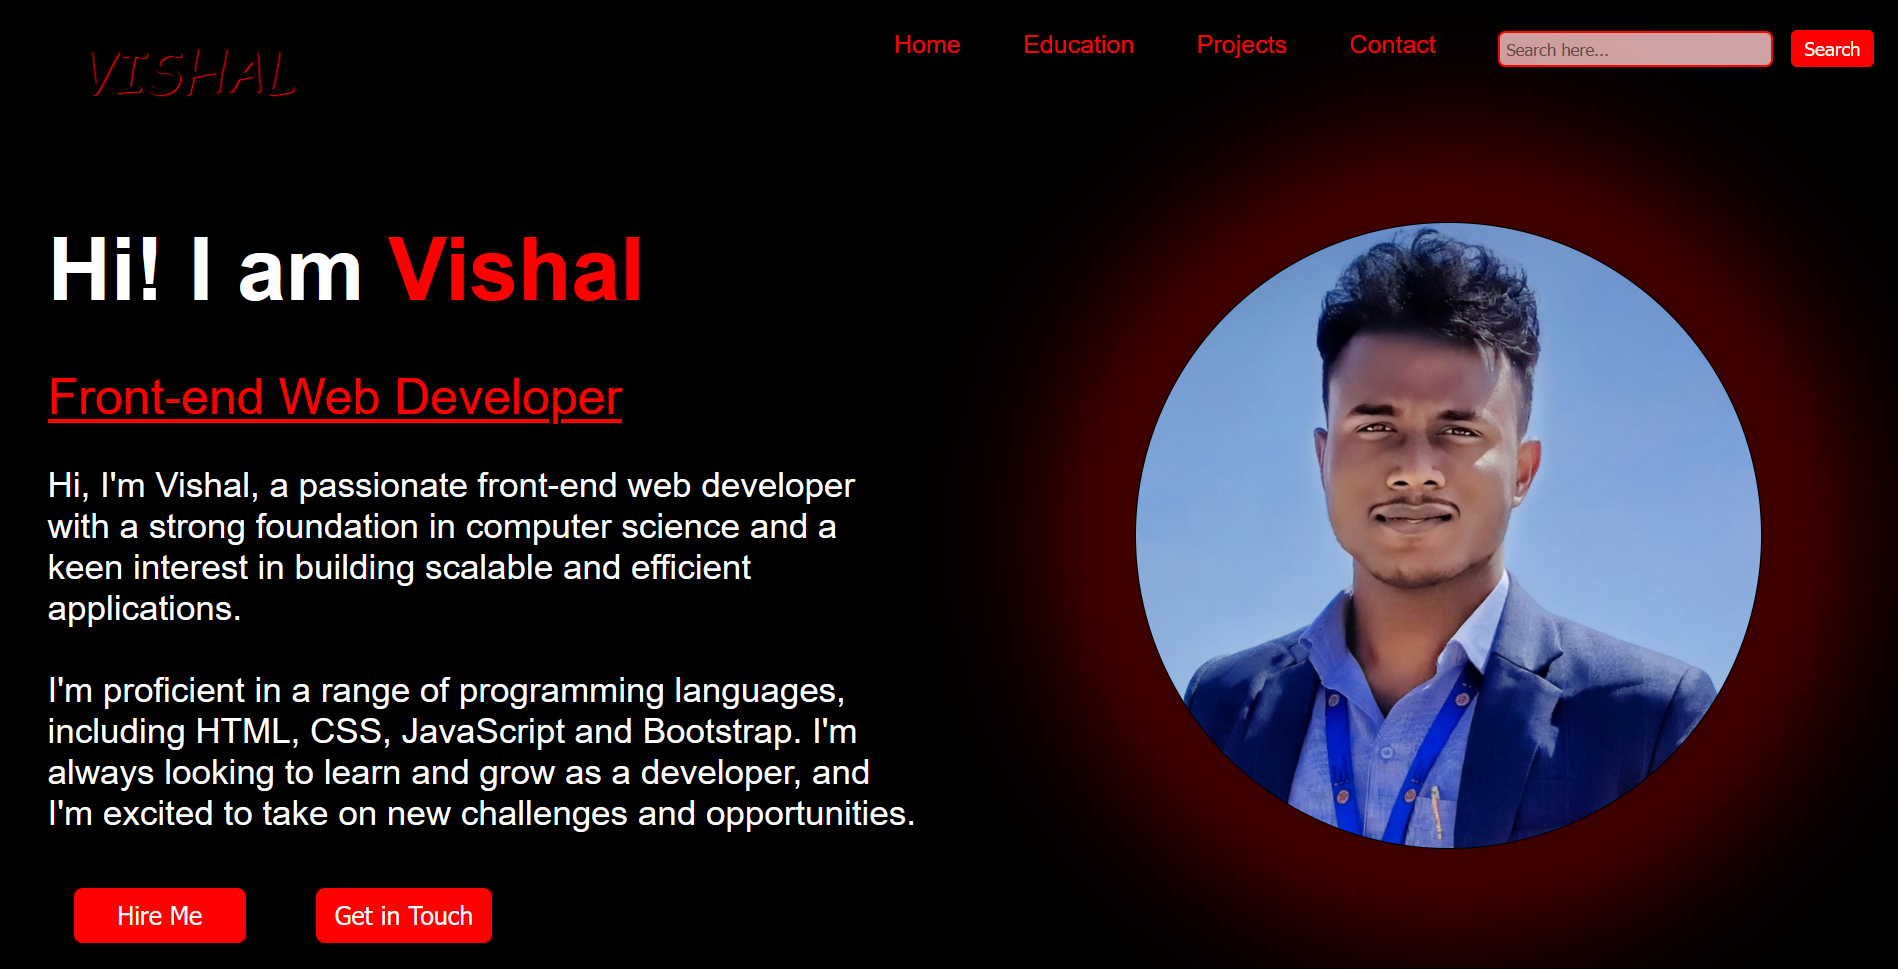 VISHAL
Home Education Projects Contact Search here... Search
Hi! I am Vishal
Front-end Web Developer
Hi, I'm Vishal, a passionate front-end web developer
with a strong foundation in computer science and a
keen interest in building scalable and efficient
applications.
I'm proficient in a range of programming languages,
including HTML, CSS, JavaScript and Bootstrap. I'm
always looking to learn and grow as a developer, and
I'm excited to take on new challenges and opportunities.
Hire Me Get in Touch